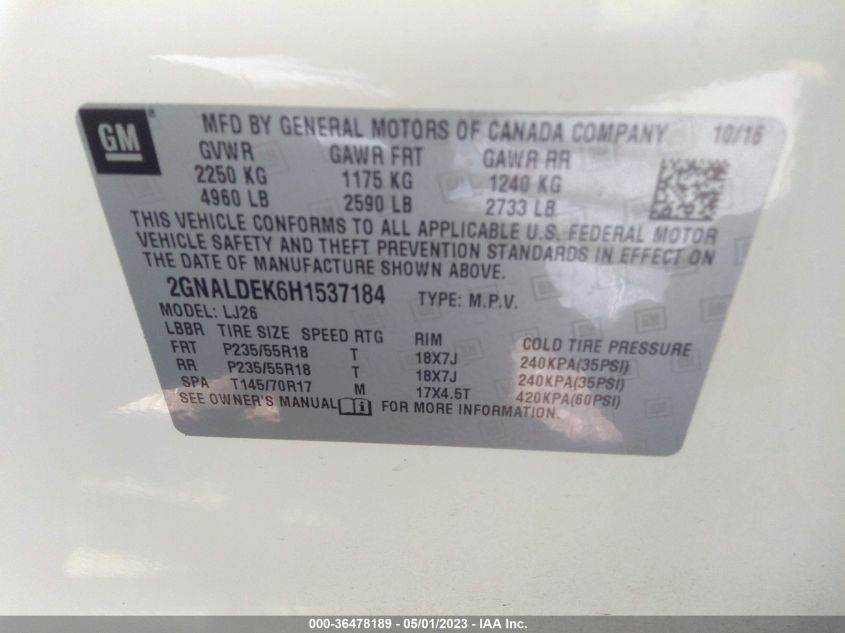 GM
MFD BY GENERAL MOTORS OF CANADA COMPANY 10/16
GVWR GAWR FRT GAWR RR
2250 KG 1175 KG 1240 KG
4960 LB 2590 LB 2733 LB
THIS VEHICLE CONFORMS TO ALL APPLICABLE U.S. FEDERAL MOTOR
VEHICLE SAFETY AND THEFT PREVENTION STANDARDS IN EFFECT ON
THE DATE OF MANUFACTURE SHOWN ABOVE.
2GNALDEK6H1537184 TYPE: M.P.V.
MODEL: LJ26
LBBR TIRE SIZE SPEED RTG RIM COLD TIRE PRESSURE
FRT P235/55R18 T 18X7J 240KPA(35PSI)
RR P235/55R18 T 18X7J 240KPA(35PSI)
SPA T145/70R17 M 17X4.5T 420KPA(60PSI)
SEE OWNER'S MANUAL FOR MORE INFORMATION.
000-36478189 - 05/01/2023 - Copyright © IAA, Inc.